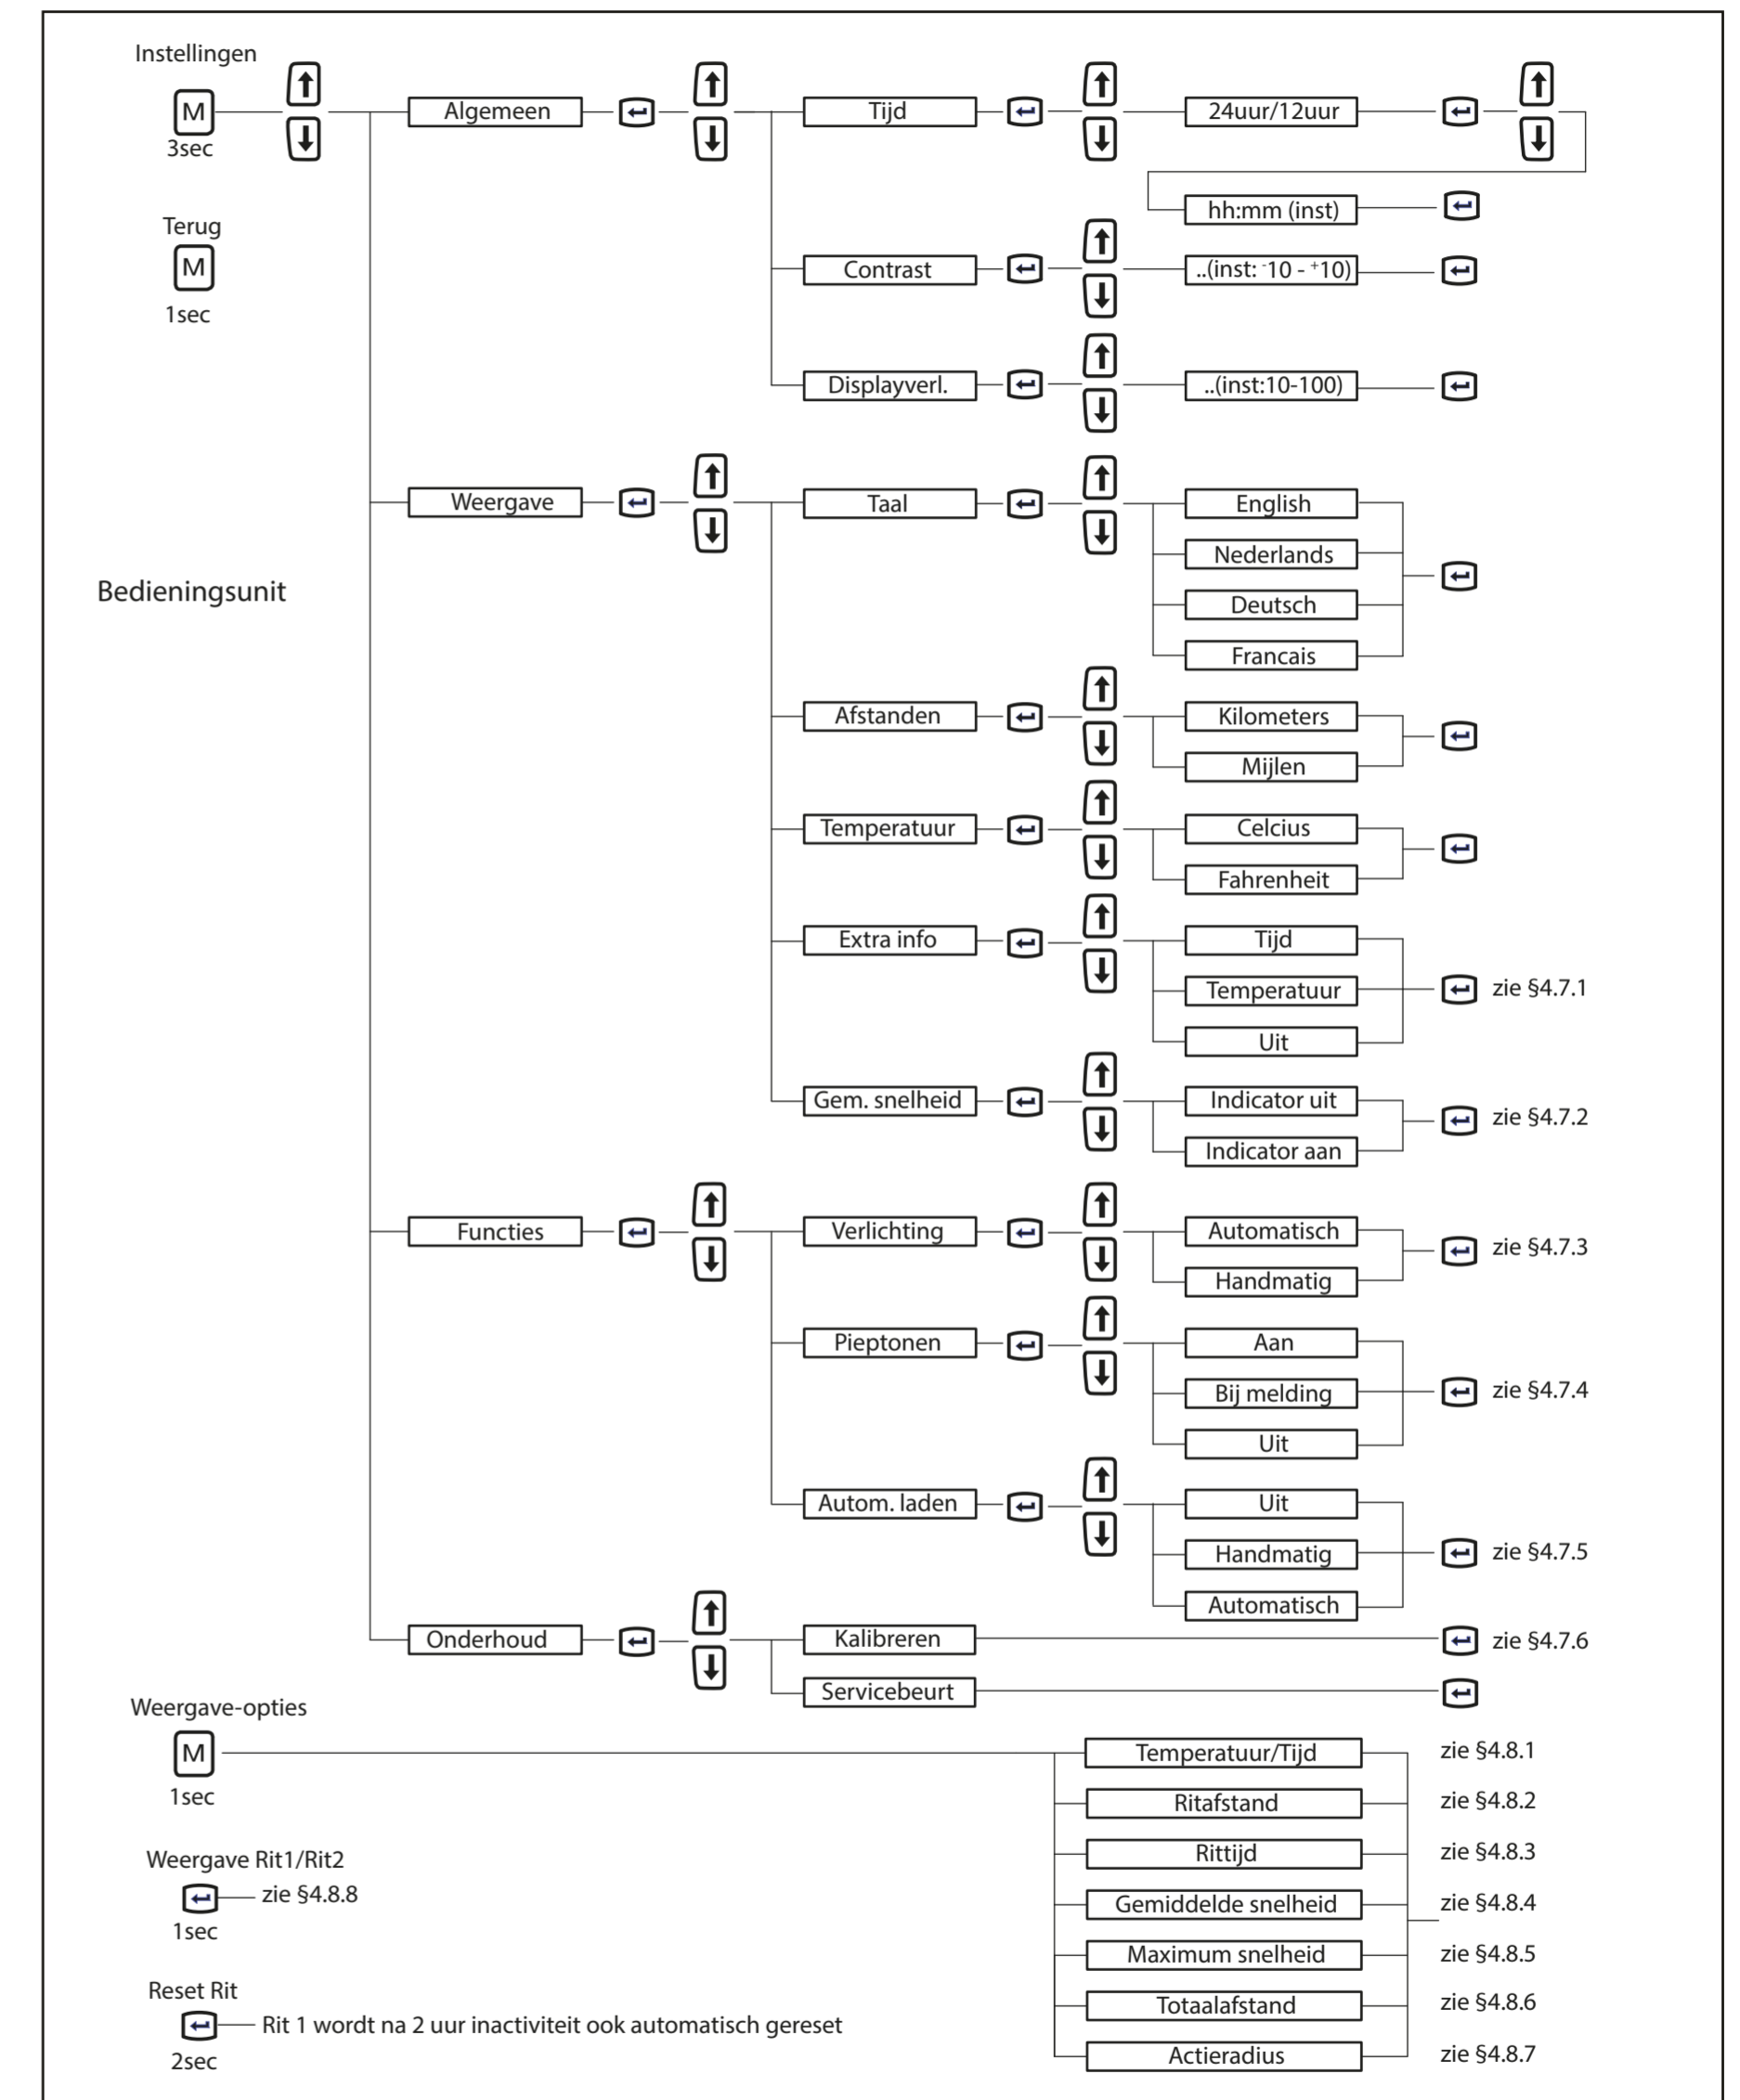 Instellingen
M
3sec
Algemeen
Tijd
24uur/12uur
hh:mm (inst)
Terug
M
1sec
Contrast
..(inst: -10 - +10)
Displayverl.
..(inst:10-100)
Weergave
Taal
English
Nederlands
Deutsch
Francais
Bedieningsunit
Afstanden
Kilometers
Mijlen
Temperatuur
Celcius
Fahrenheit
Extra info
Tijd
Temperatuur
Uit
zie §4.7.1
Gem. snelheid
Indicator uit
Indicator aan
zie §4.7.2
Functies
Verlichting
Automatisch
Handmatig
zie §4.7.3
Pieptonen
Aan
Bij melding
Uit
zie §4.7.4
Autom. laden
Uit
Handmatig
Automatisch
zie §4.7.5
Onderhoud
Kalibreren
zie §4.7.6
Servicebeurt
Weergave-opties
M
1sec
Temperatuur/Tijd
zie §4.8.1
Ritafstand
zie §4.8.2
Rittijd
zie §4.8.3
Gemiddelde snelheid
zie §4.8.4
Maximum snelheid
zie §4.8.5
Totaalafstand
zie §4.8.6
Actieradius
zie §4.8.7
Weergave Rit1/Rit2
zie §4.8.8
1sec
Reset Rit
Rit 1 wordt na 2 uur inactiviteit ook automatisch gereset
2sec